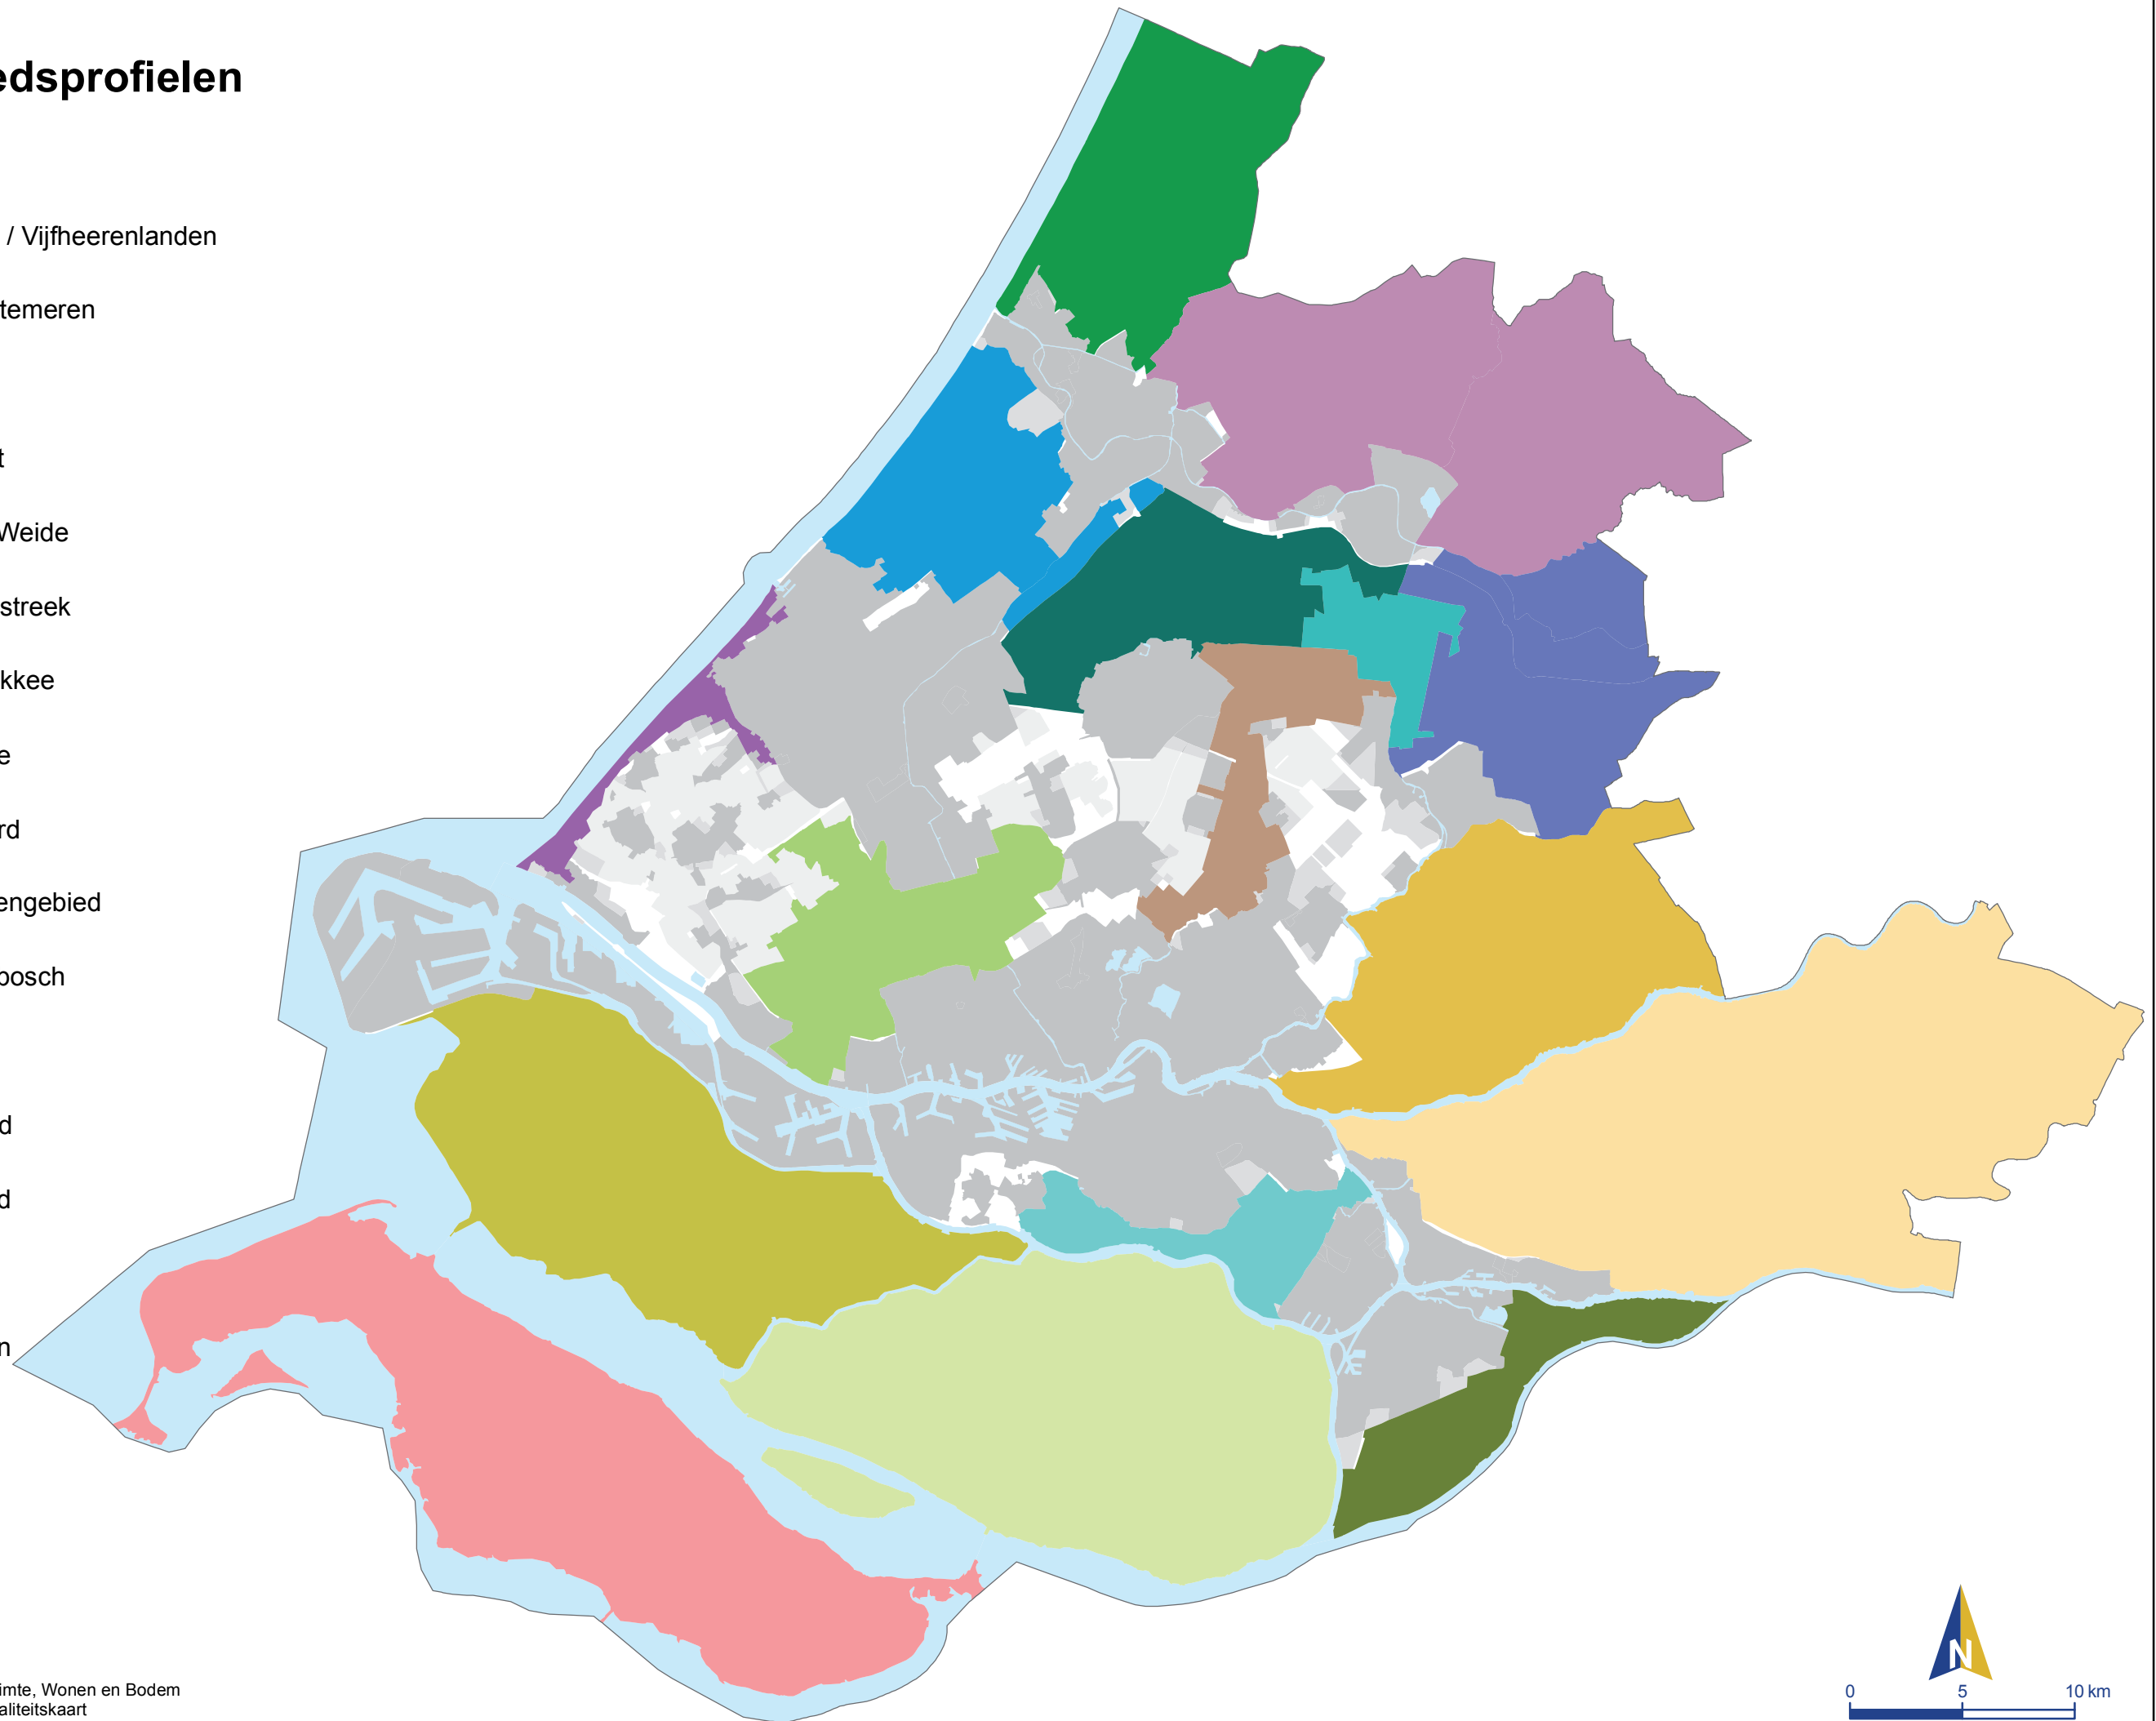 edsprofielen
/ Vijfheerenlanden
temeren
t
Weide
streek
kkee
e
rd
engebied
bosch
d
d
n
imte, Wonen en Bodem
aliteitskaart
N
0 5 10 km